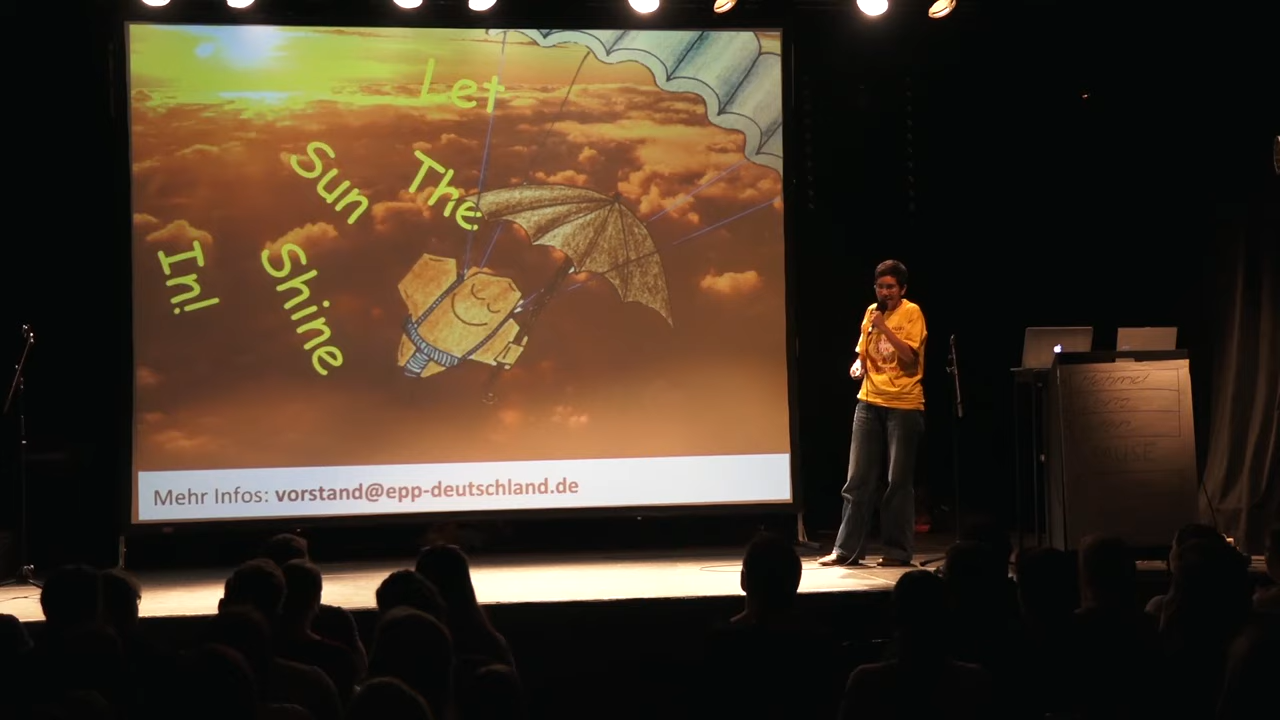 Let
The
Sun
Shine
In!
Mehr Infos: vorstand@epp-deutschland.de